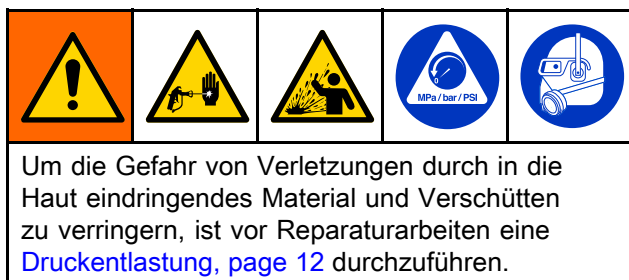 0
MPa/bar/PSI
Um die Gefahr von Verletzungen durch in die
Haut eindringendes Material und Verschütten
zu verringern, ist vor Reparaturarbeiten eine
Druckentlastung, page 12 durchzuführen.